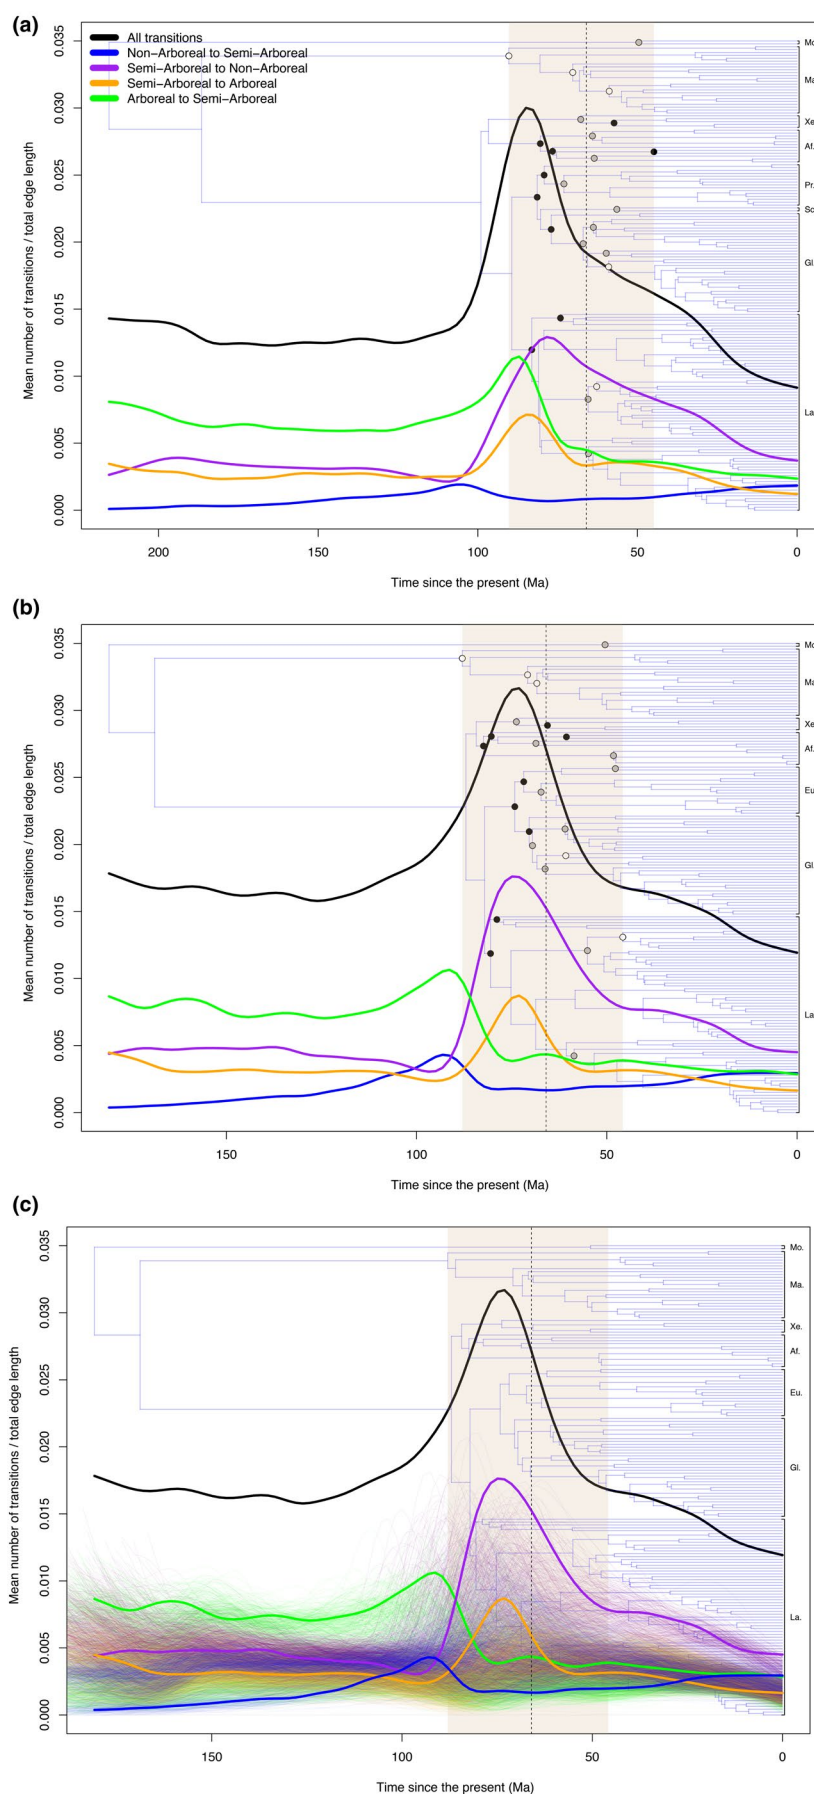 (a)
All transitions
Non-Arboreal to Semi-Arboreal
Semi-Arboreal to Non-Arboreal
Semi-Arboreal to Arboreal
Arboreal to Semi-Arboreal
Mean number of transitions / total edge length
0.035
0.030
0.025
0.020
0.015
0.010
0.005
0.000
Mo
Ma
Xe
Af.
Pr.
Sc
Gl
La
200
150
100
50
0
Time since the present (Ma)
(b)
Mean number of transitions / total edge length
0.035
0.030
0.025
0.020
0.015
0.010
0.005
0.000
Mo
Ma
Xe
Af.
Eu
Gl
La
150
100
50
0
Time since the present (Ma)
(c)
Mean number of transitions / total edge length
0.035
0.030
0.025
0.020
0.015
0.010
0.005
0.000
Mo.
Ma.
Xe.
Af.
Eu.
Gl.
La.
150
100
50
0
Time since the present (Ma)